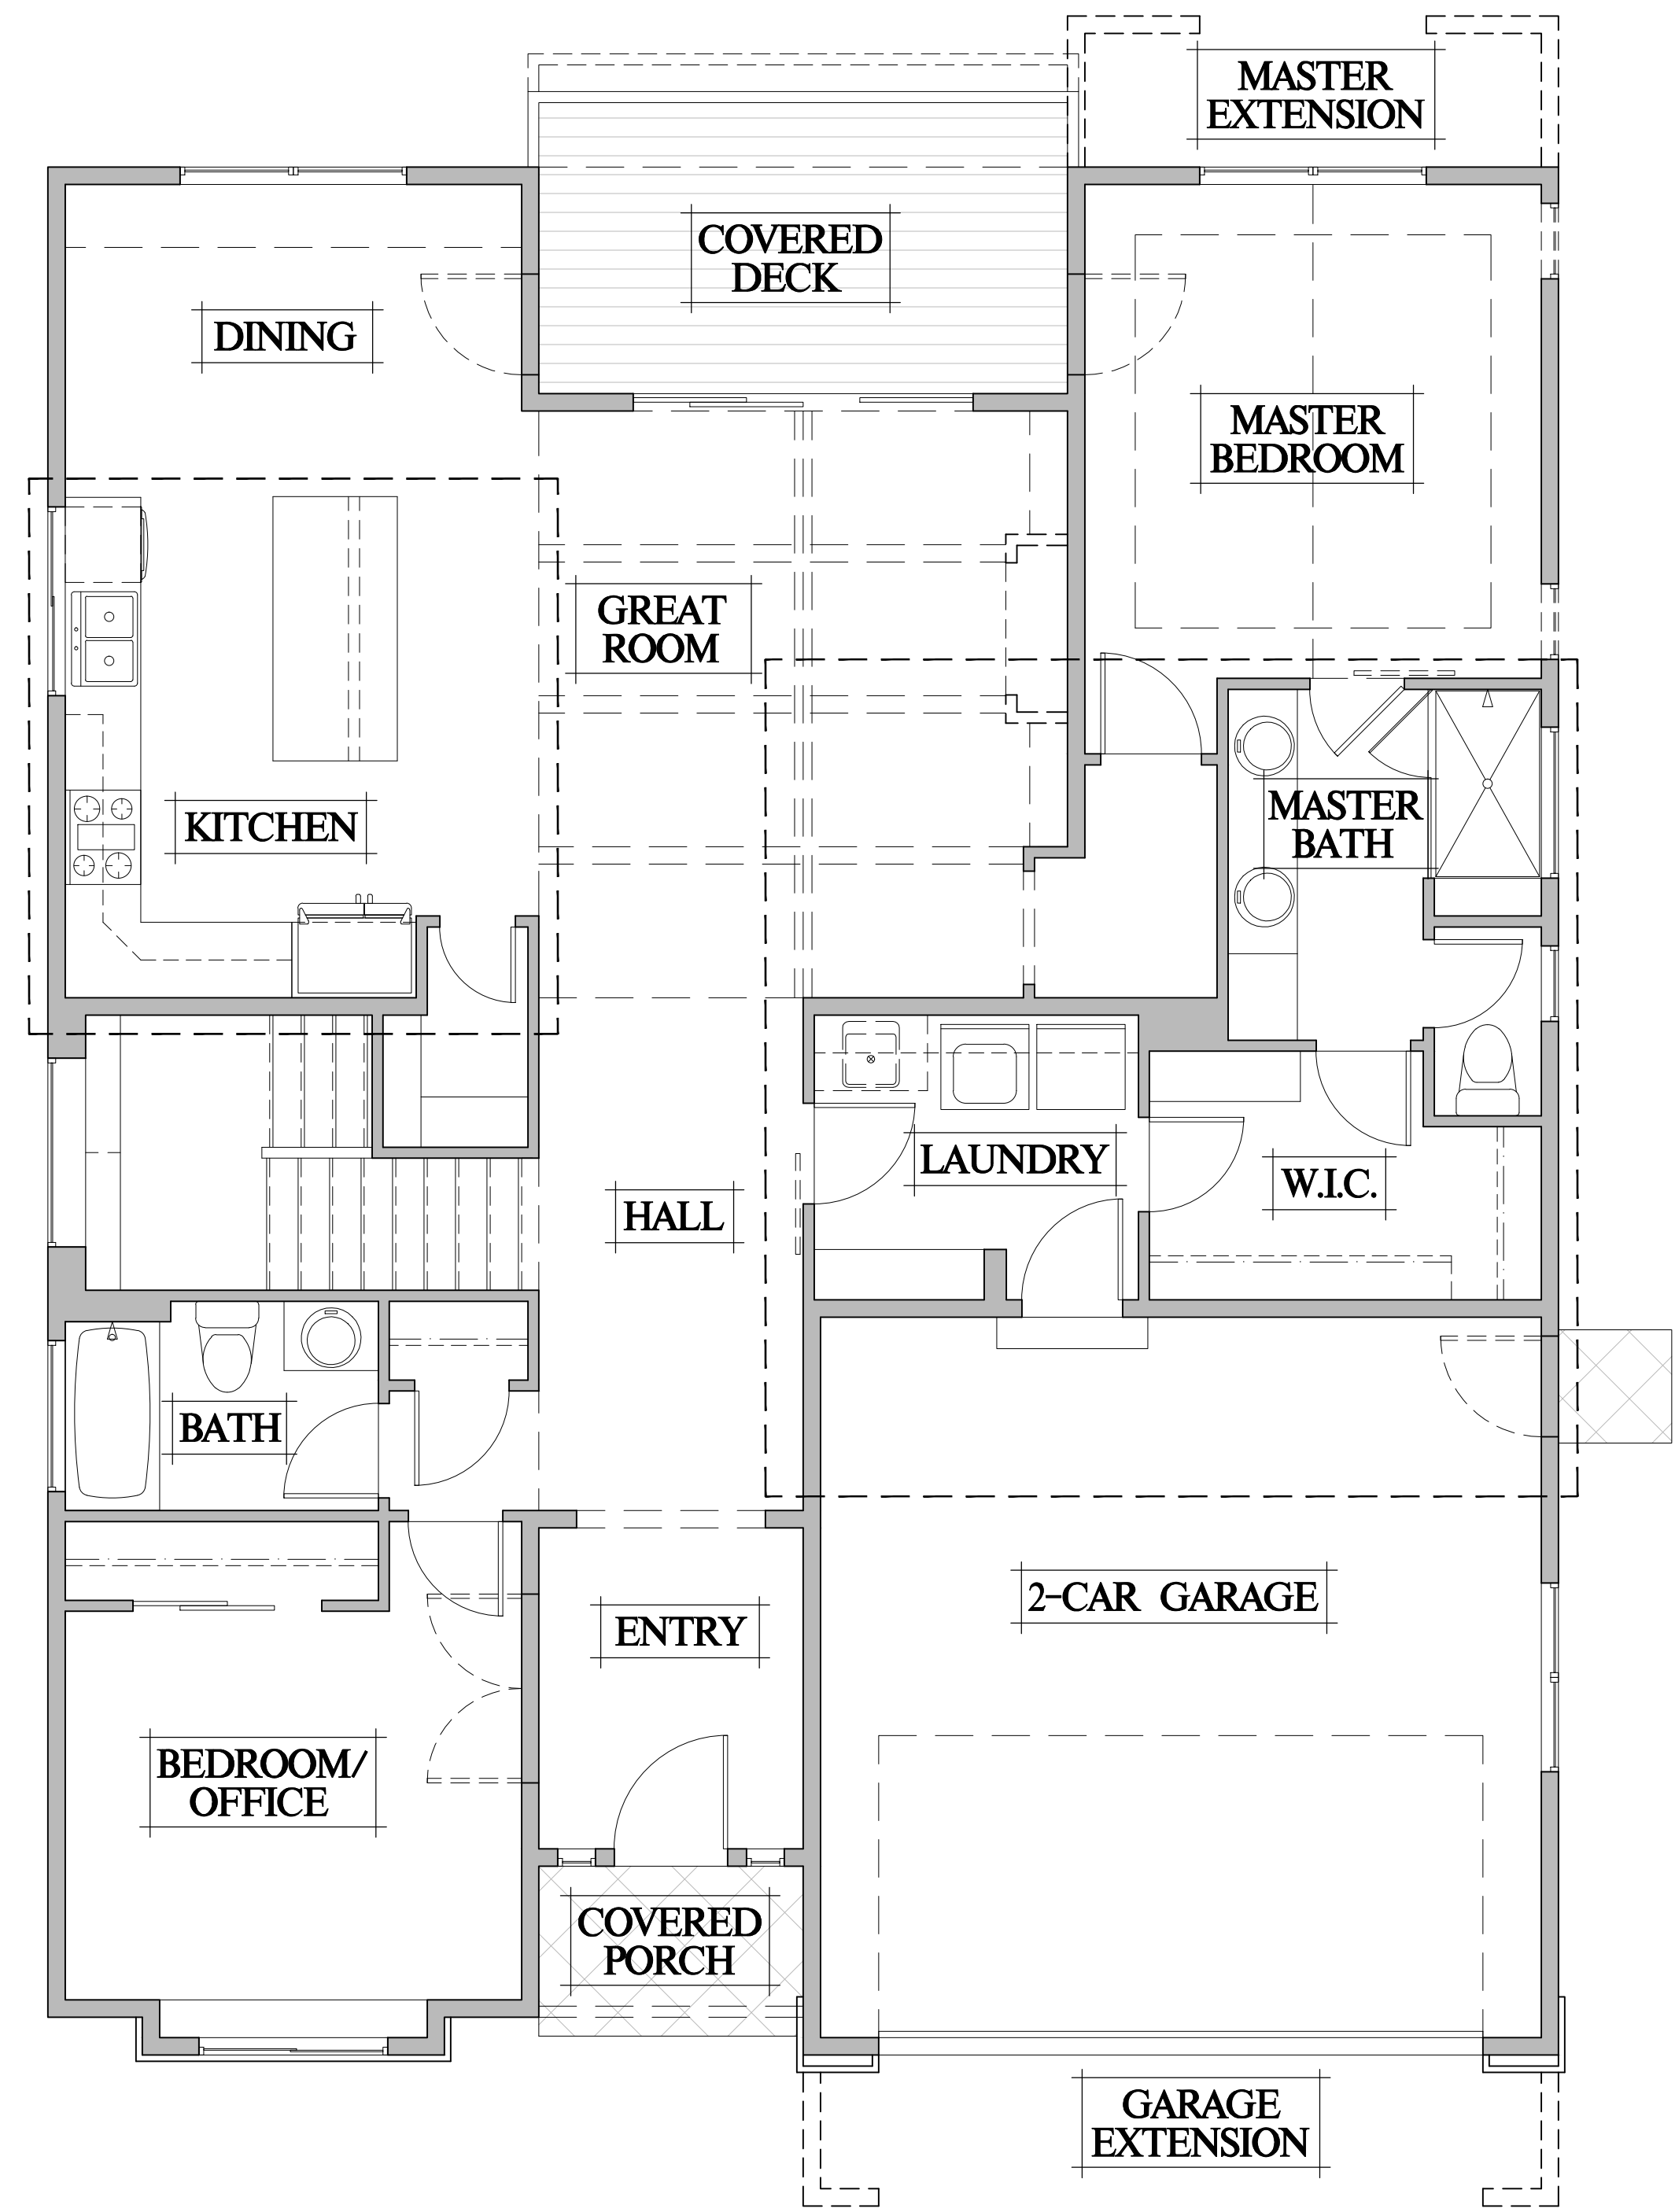 MASTER
EXTENSION
COVERED
DECK
DINING
MASTER
BEDROOM
GREAT
ROOM
KITCHEN
MASTER
BATH
LAUNDRY
W.I.C.
HALL
BATH
2-CAR GARAGE
ENTRY
BEDROOM/
OFFICE
COVERED
PORCH
GARAGE
EXTENSION